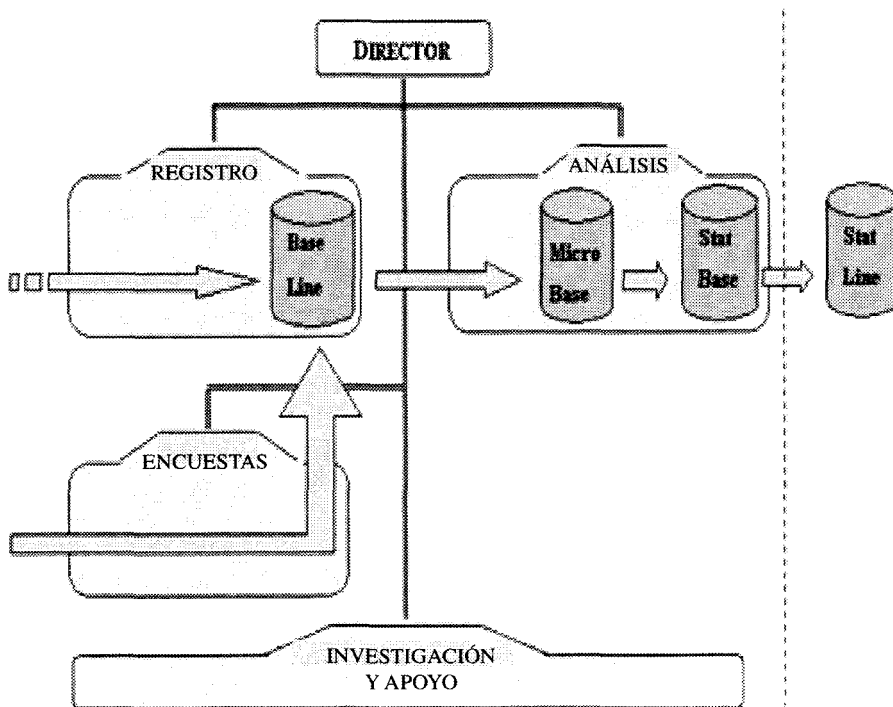 DIRECTOR
REGISTRO
ANÁLISIS
Base
Line
Micro
Base
Stat
Base
Stat
Line
ENCUESTAS
INVESTIGACIÓN
Y APOYO